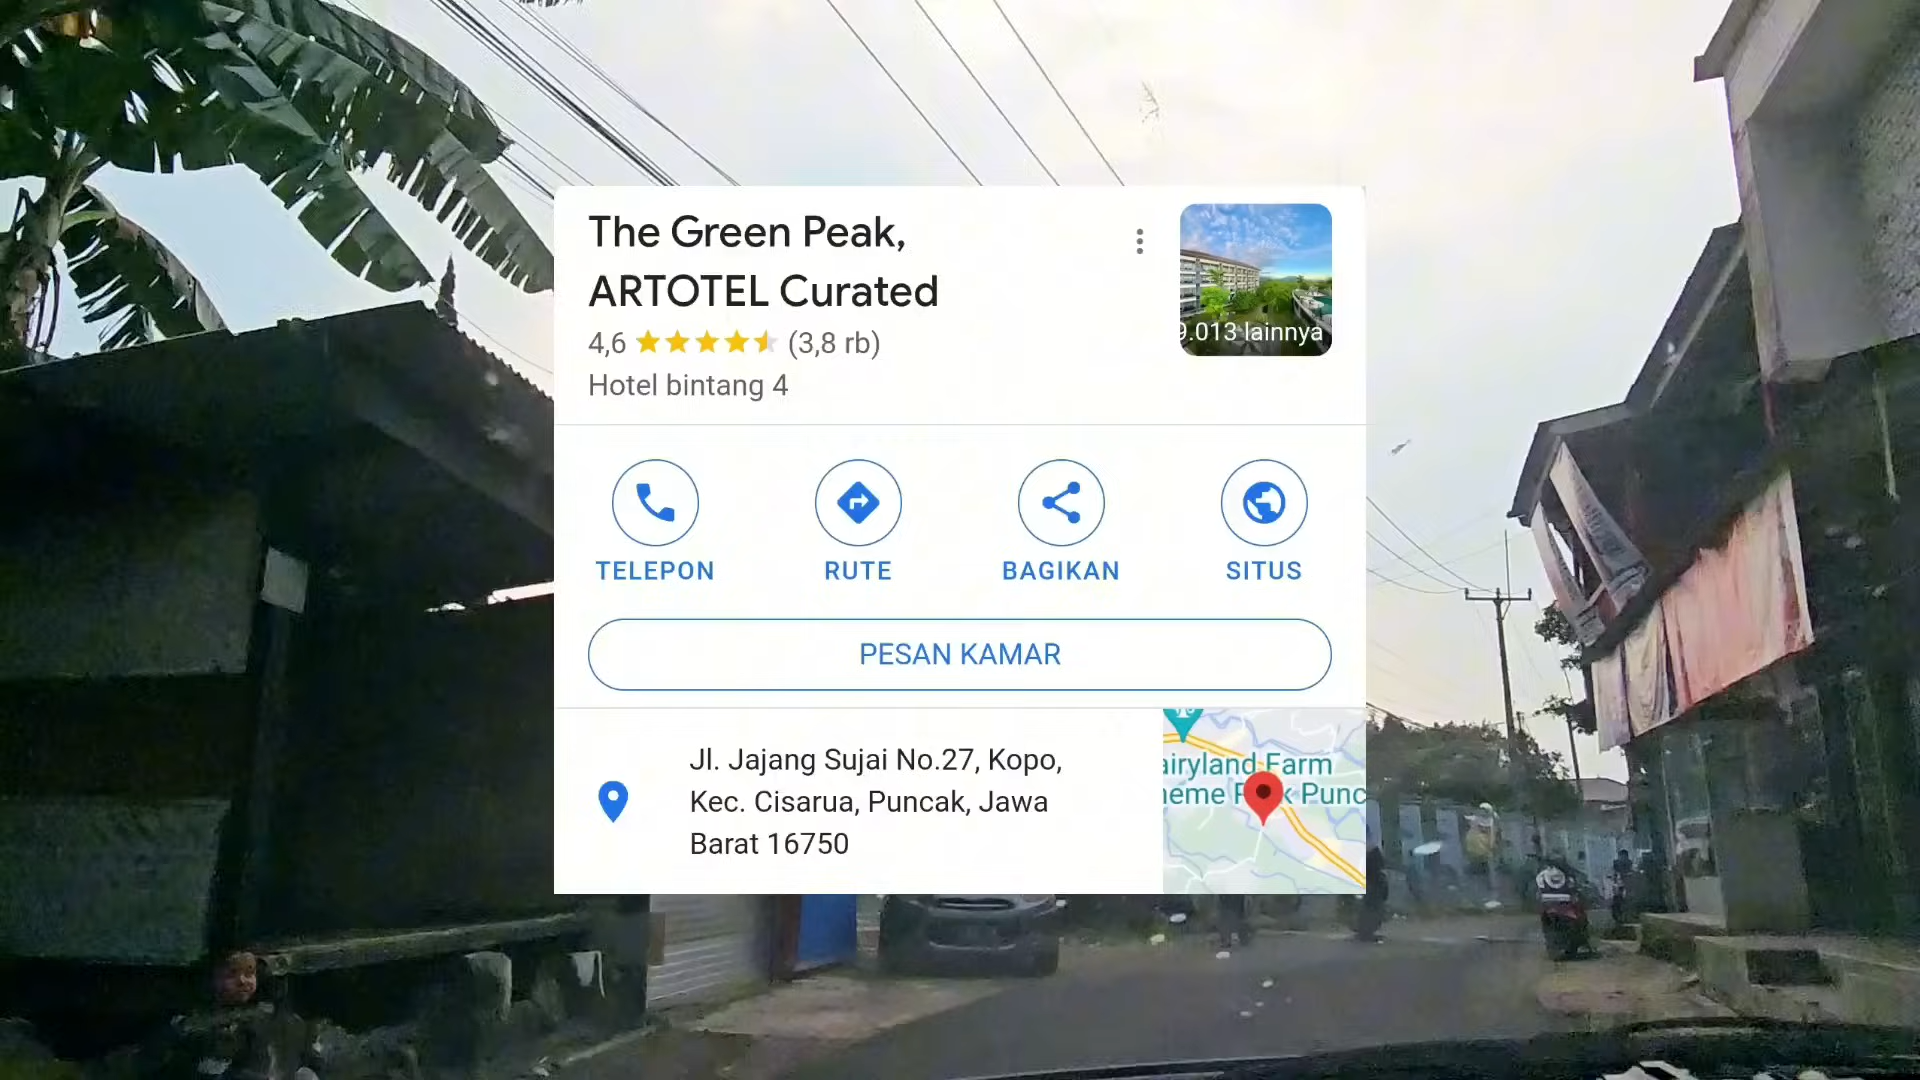 The Green Peak,
ARTOTEL Curated
4,6 (3,8 rb)
9.013 lainnya
Hotel bintang 4
TELEPON
RUTE
BAGIKAN
SITUS
PESAN KAMAR
Jl. Jajang Sujai No.27, Kopo,
Kec. Cisarua, Puncak, Jawa
Barat 16750
airyland Farm